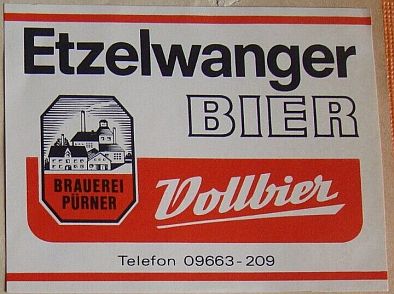 Etzelwanger
BIER
BRAUEREI
PÜRNER
Vollbier
Telefon 09663-209